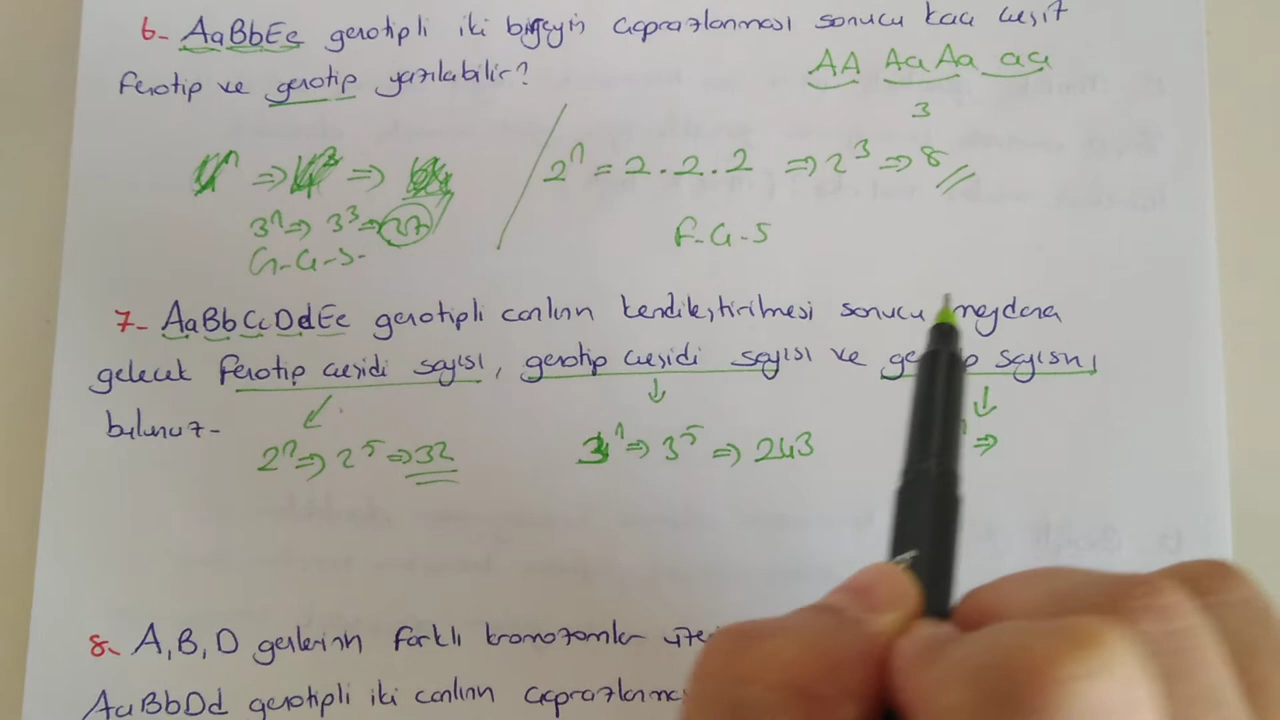 6- AaBbEe genotipli iki bireyin çaprazlanması sonucu kaç çeşit
fenotip ve genotip yazılabilir?
AA Aa Aa aa
3
2ⁿ = 2.2.2 ⇒ 2³ ⇒ 8
3ⁿ ⇒ 3³ ⇒ 27
G-G-S-
F-G-S
7- AaBbCcDdEe genotipli canlının kendileştirilmesi sonucu meydana
gelecek fenotip çeşidi sayısı, genotip çeşidi sayısı ve sayısını
bulunuz-
2ⁿ ⇒ 2⁵ ⇒ 32
3ⁿ ⇒ 3⁵ ⇒ 243
n ⇒
8. A, B, D genlerinin farklı kromozomlar
AaBbDd genotipli iki canlının